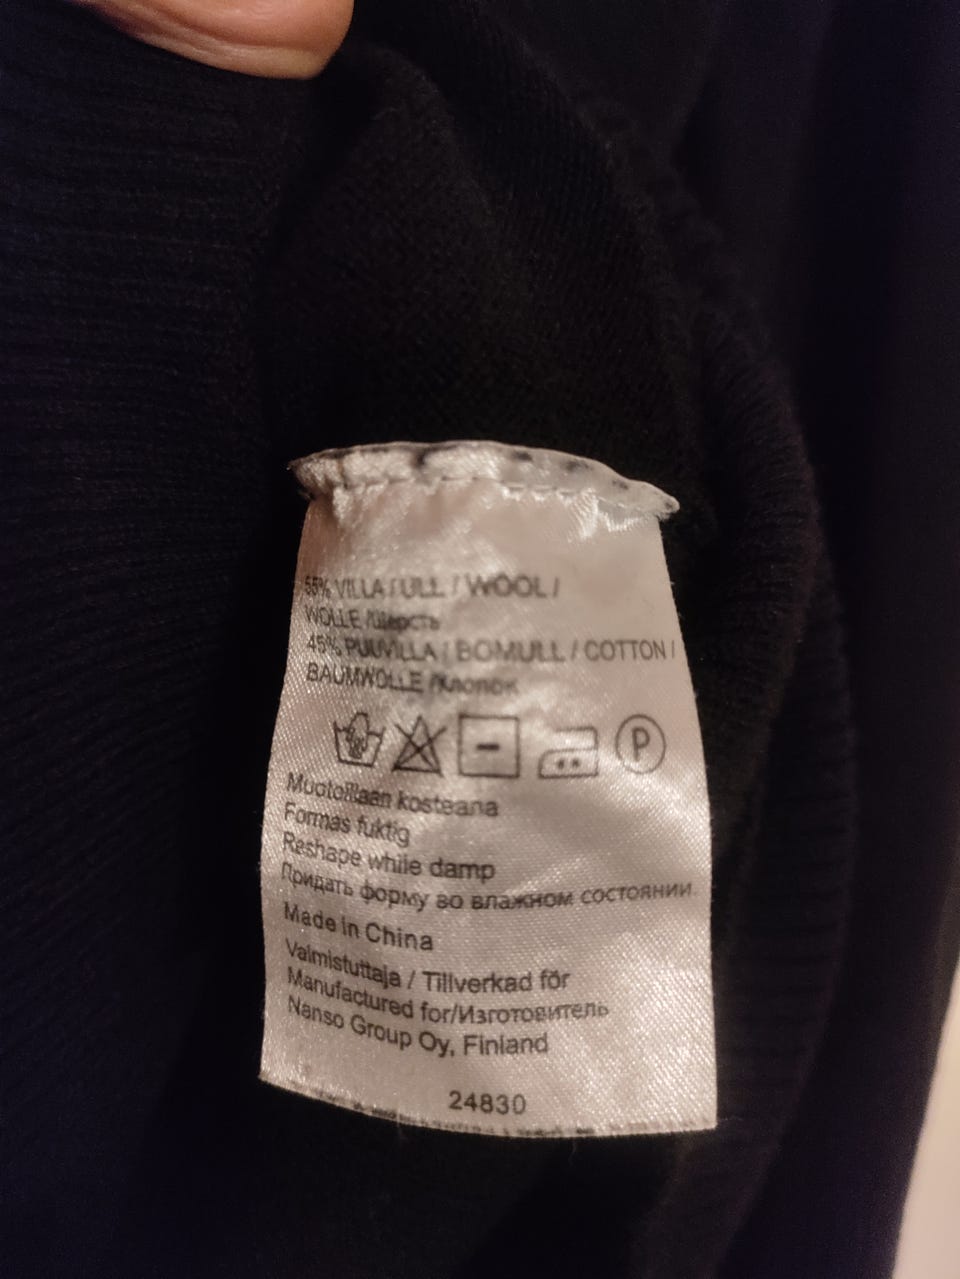 55% VILLA / ULL / WOOL /
WOLLE /Шерсть
45% PUUVILLA / BOMULL / COTTON /
BAUMWOLLE /Хлопок
P
Muotoillaan kosteana
Formas fuktig
Reshape while damp
Придать форму во влажном состоянии.
Made in China
Valmistuttaja / Tillverkad för
Manufactured for/Изготовитель
Nanso Group Oy, Finland
24830